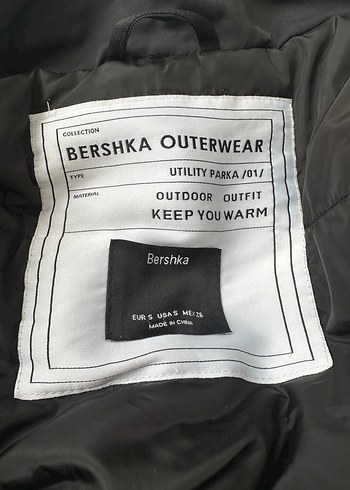 COLLECTION
BERSHKA OUTERWEAR
TYPE UTILITY PARKA /01/
MATERIAL OUTDOOR OUTFIT
KEEP YOU WARM
Bershka
EUR S USA S MEX 26
MADE IN CHINA